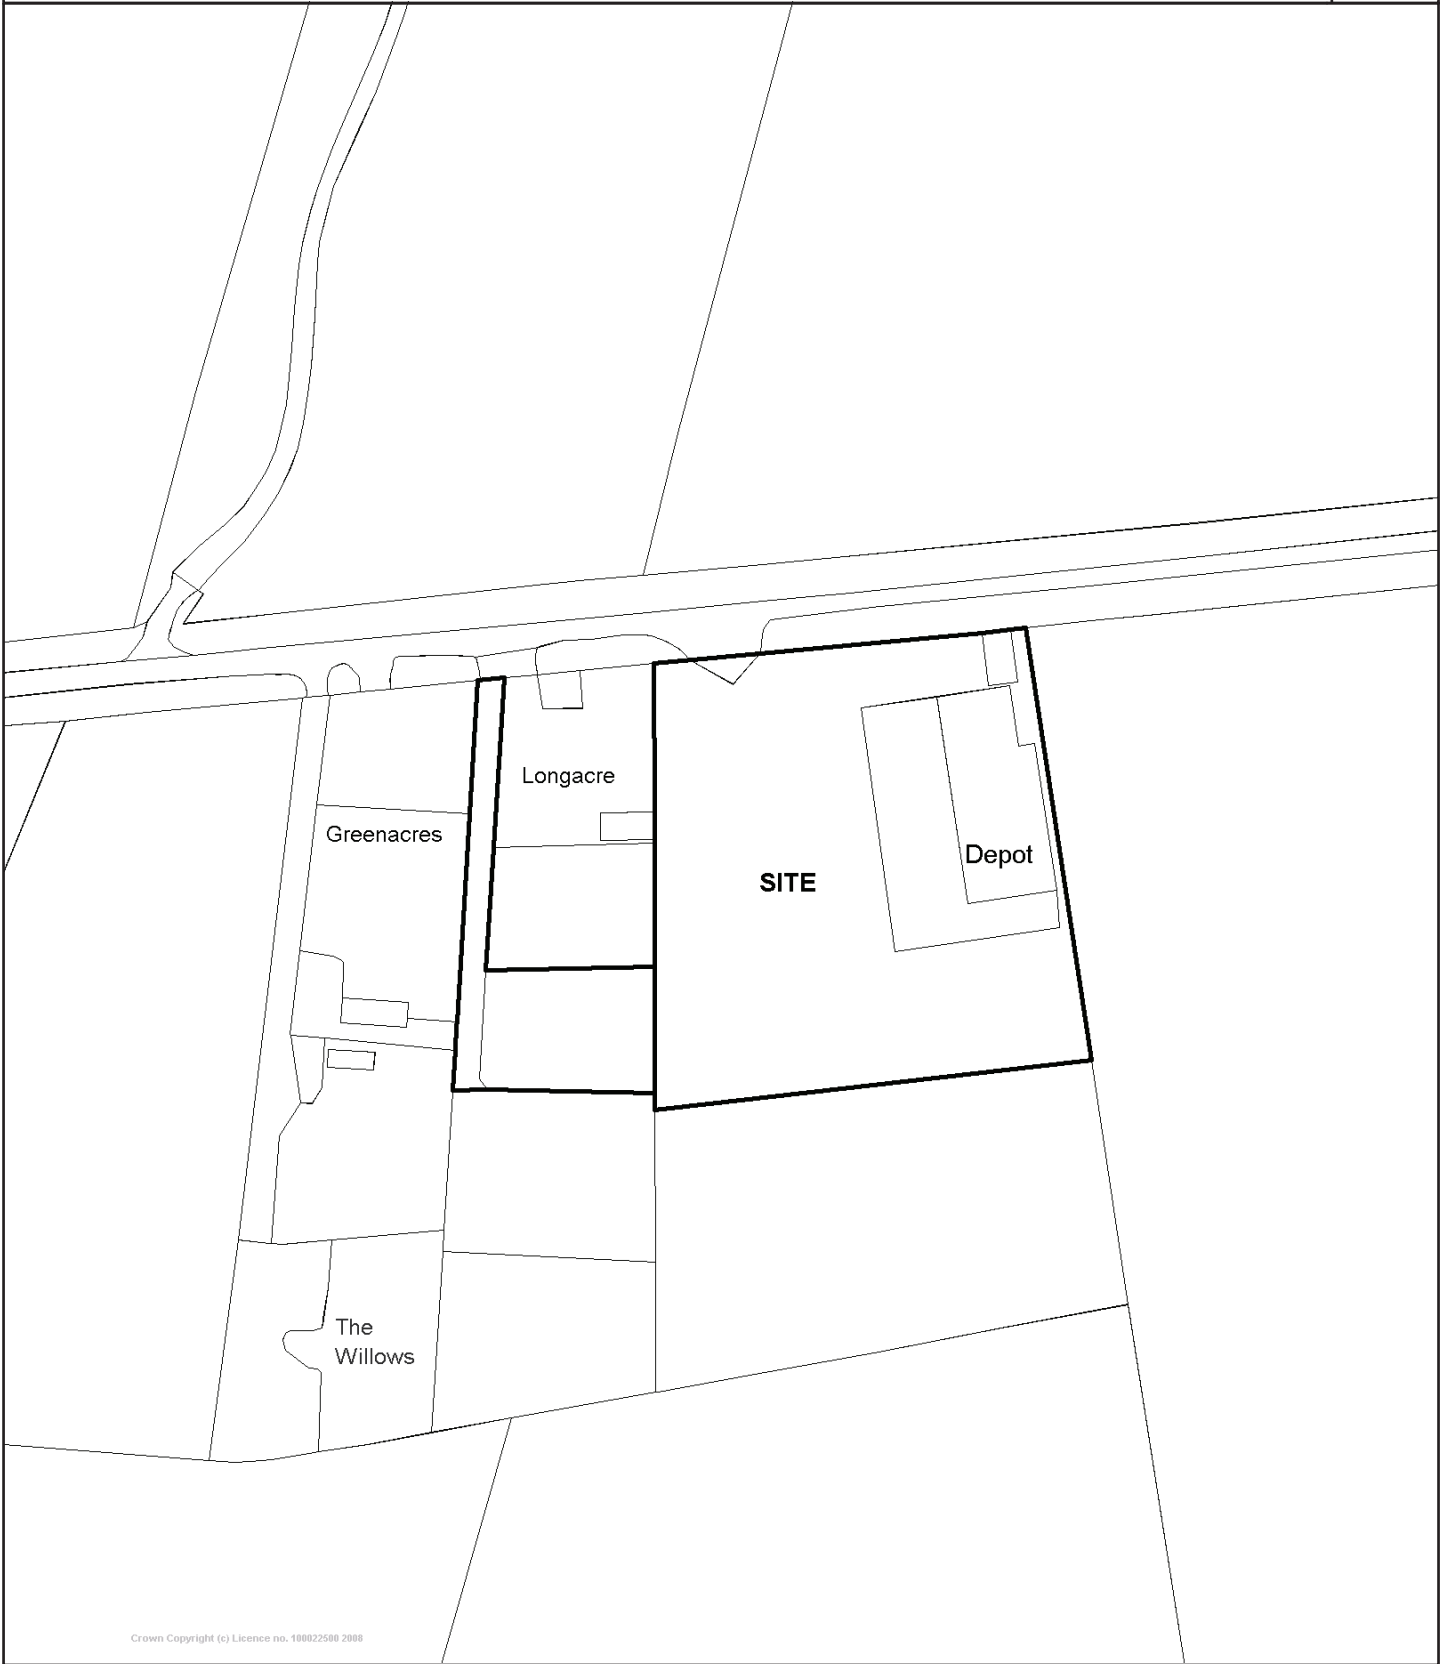 Longacre
Greenacres
Depot
SITE
The
Willows
Crown Copyright (c) Licence no. 100022500 2008